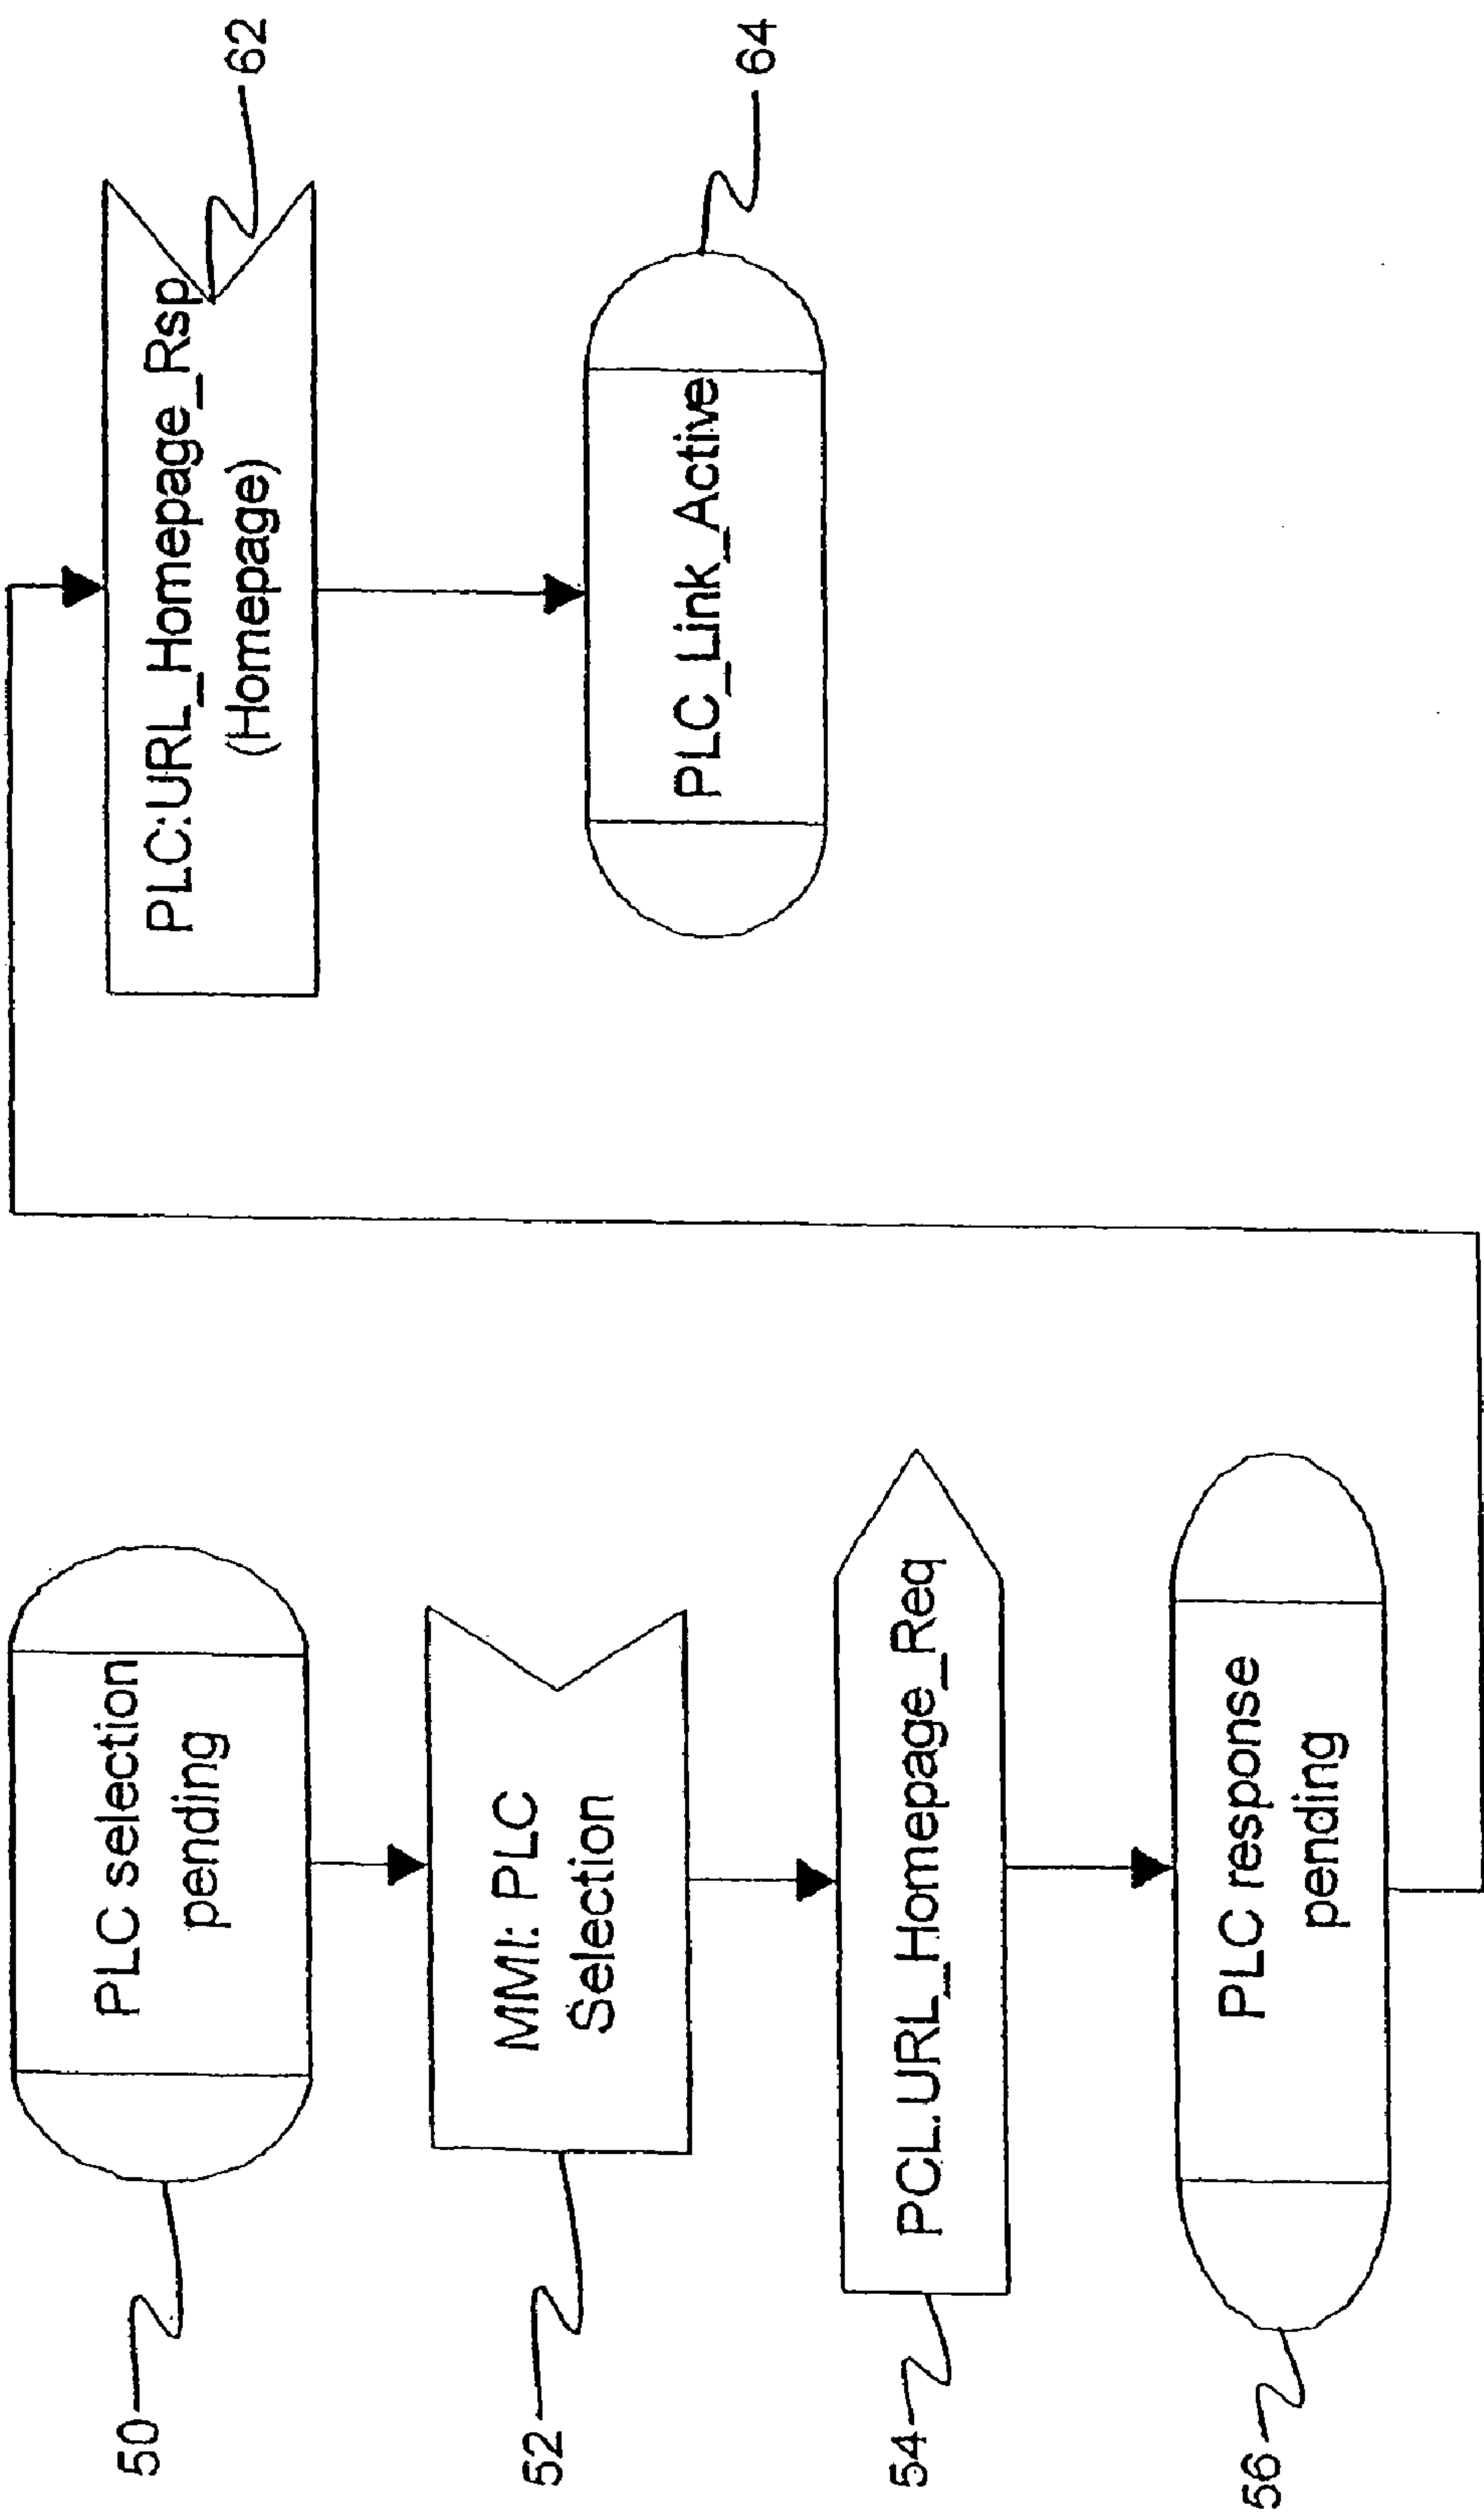 50
PLC selection
pending
52
MMI: PLC
Selection
54
PCL.URL_Homepage_Req
56
PLC response
pending
PLC:URL_Homepage_Rsp
(Homepage)
62
PLC_Link_Active
64